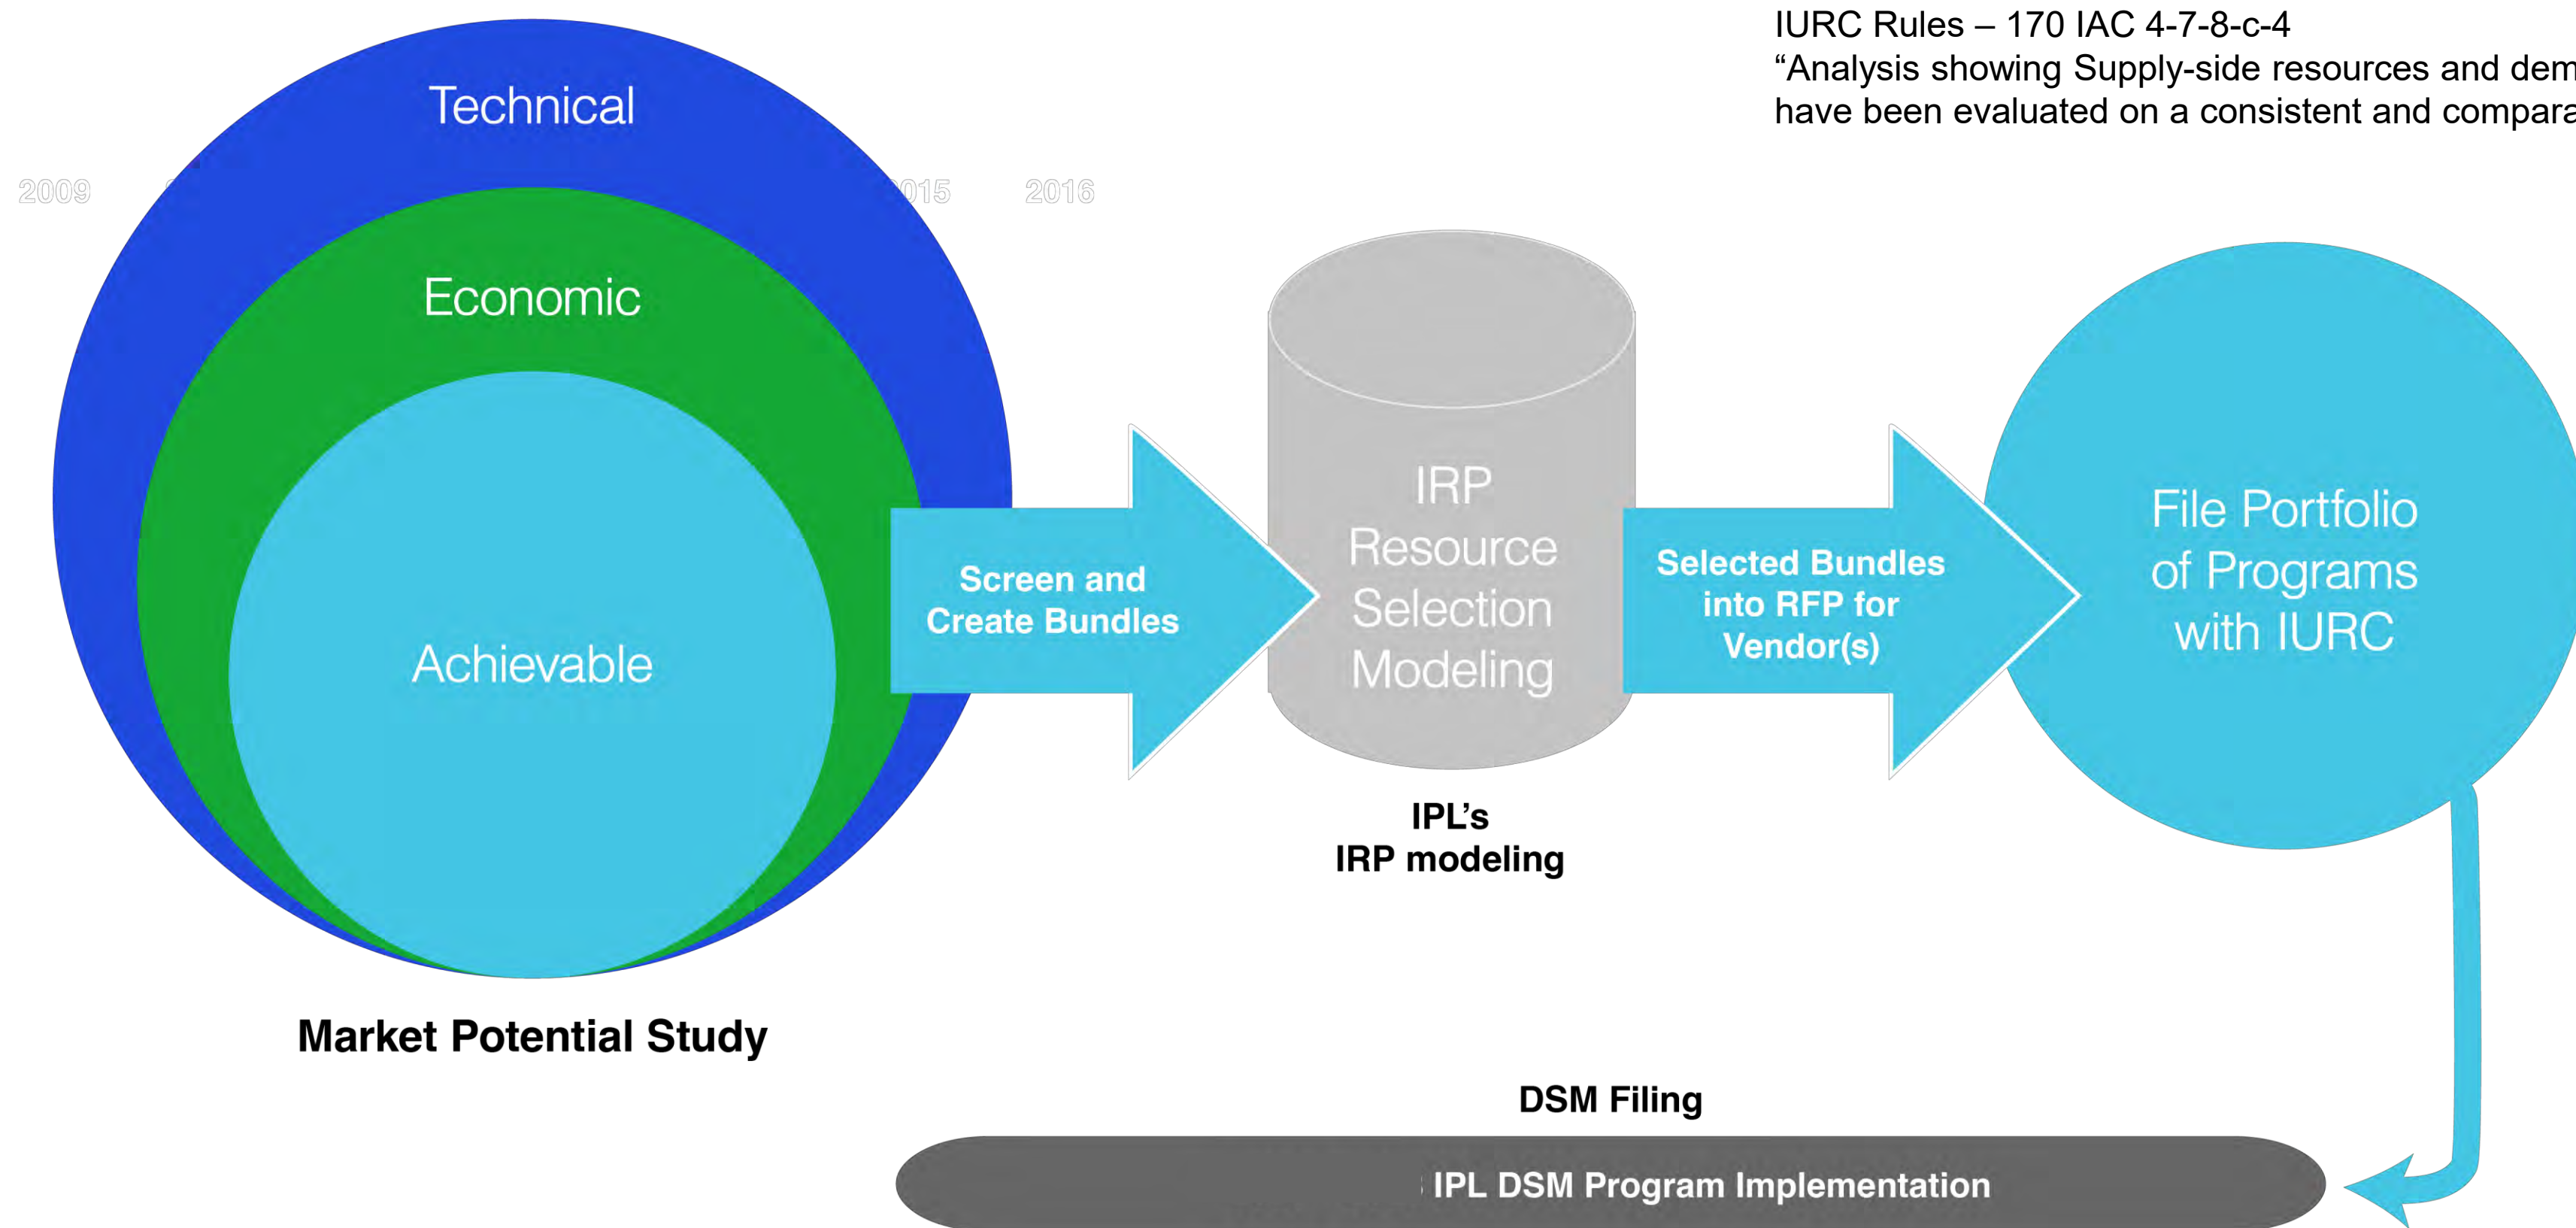 IURC Rules – 170 IAC 4-7-8-c-4
“Analysis showing Supply-side resources and dem
have been evaluated on a consistent and compara
Technical
2009
2016
Economic
Achievable
Screen and
Create Bundles
IRP
Resource
Selection
Modeling
Selected Bundles
into RFP for
Vendor(s)
File Portfolio
of Programs
with IURC
IPL’s
IRP modeling
Market Potential Study
DSM Filing
IPL DSM Program Implementation